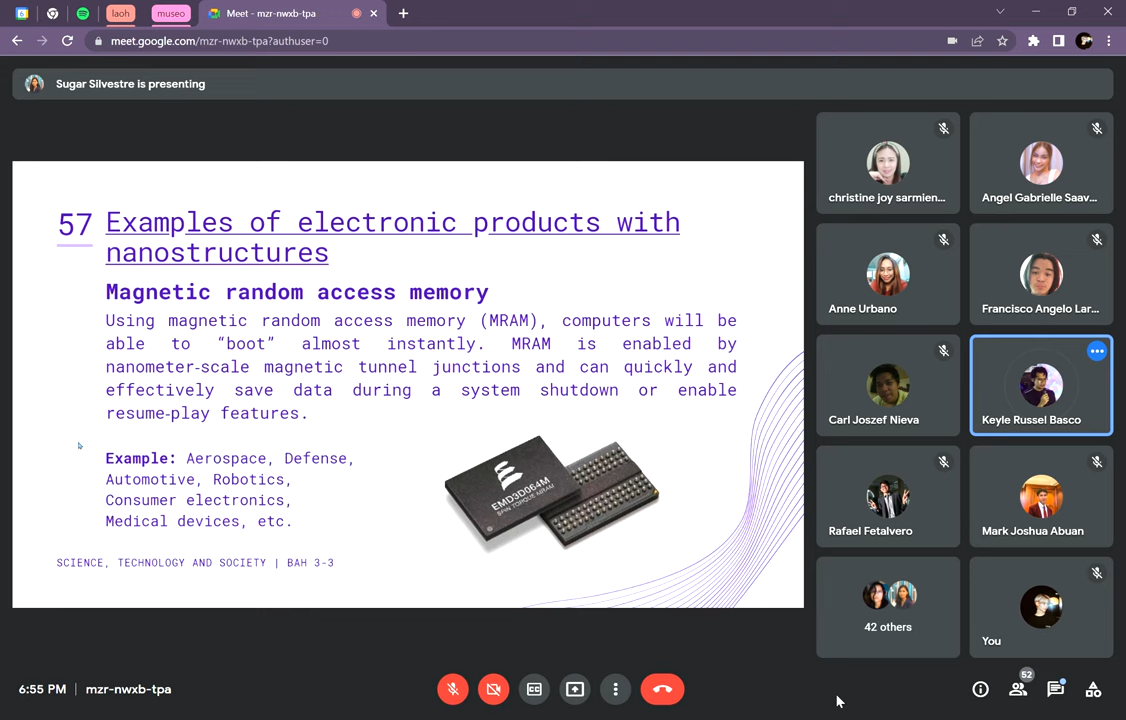 laoh
museo
Meet - mzr-nwxb-tpa
meet.google.com/mzr-nwxb-tpa?authuser=0
Sugar Silvestre is presenting
57 Examples of electronic products with
nanostructures
Magnetic random access memory
Using magnetic random access memory (MRAM), computers will be
able to “boot” almost instantly. MRAM is enabled by
nanometer-scale magnetic tunnel junctions and can quickly and
effectively save data during a system shutdown or enable
resume-play features.
Example: Aerospace, Defense,
Automotive, Robotics,
Consumer electronics,
Medical devices, etc.
EMD3D064M
SPIN TORQUE MRAM
SCIENCE, TECHNOLOGY AND SOCIETY | BAH 3-3
christine joy sarmien...
Angel Gabrielle Saav...
Anne Urbano
Francisco Angelo Lar...
Carl Joszef Nieva
Keyle Russel Basco
Rafael Fetalvero
Mark Joshua Abuan
42 others
You
6:55 PM | mzr-nwxb-tpa
52